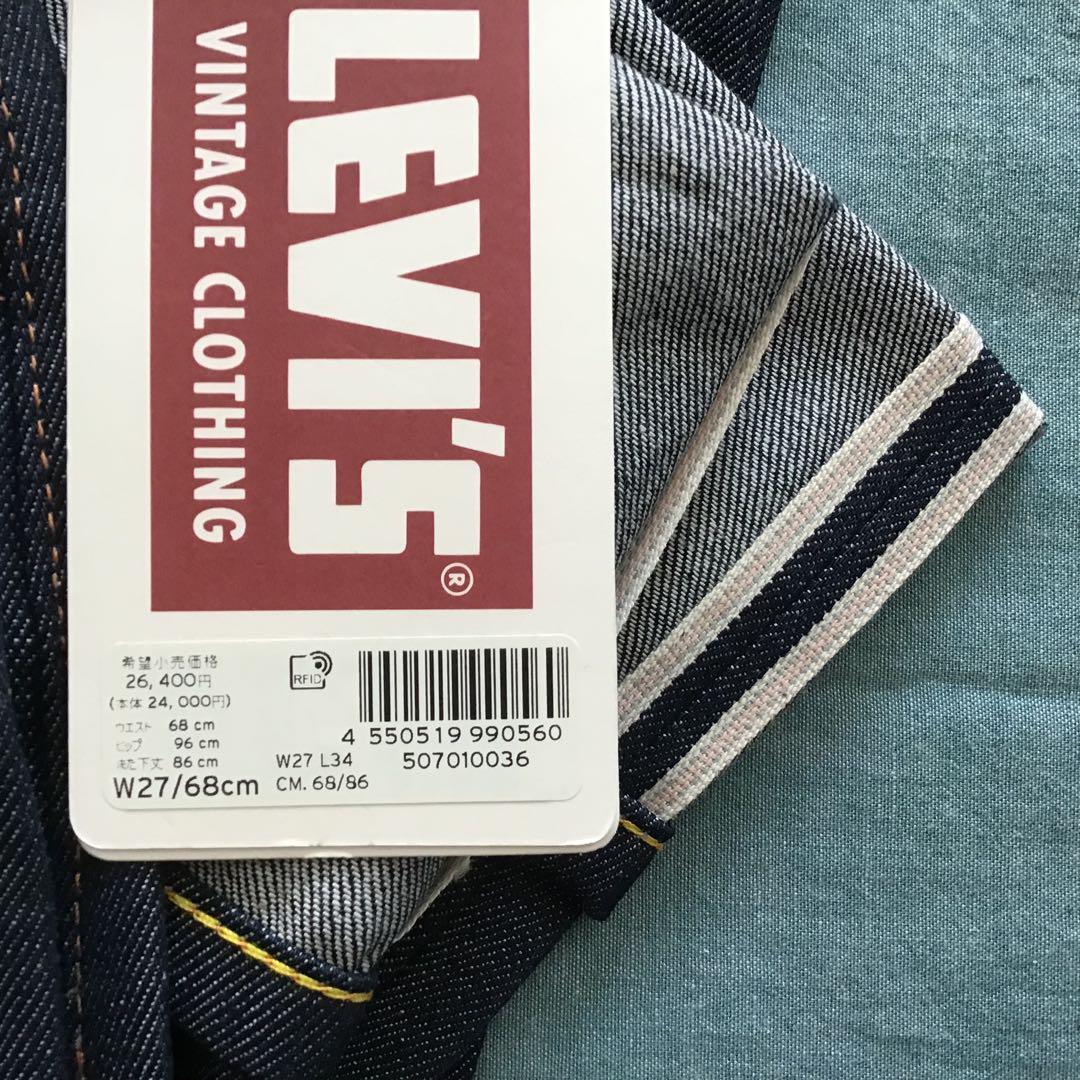 LEVI'S®
VINTAGE CLOTHING
希望小売価格
26,400円
(本体 24,000円)
ウエスト 68 cm
ヒップ 96 cm
また下丈 86 cm
W27/68cm
RFID
W27 L34
CM. 68/86
4 550519 990560
507010036